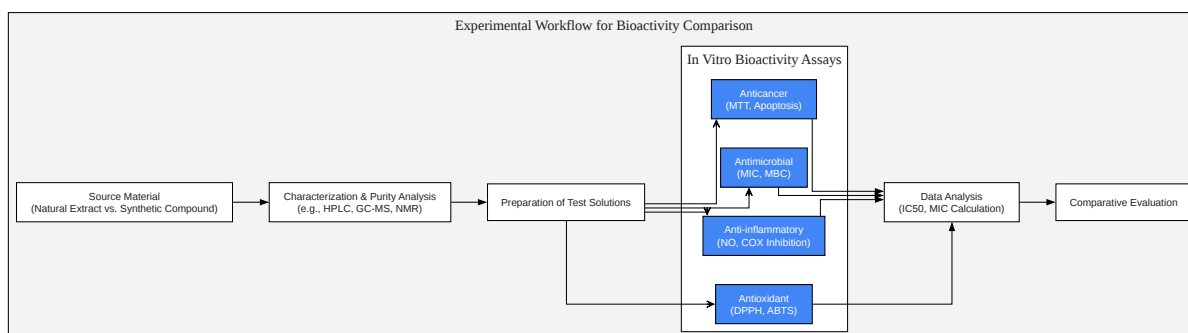 Experimental Workflow for Bioactivity Comparison
In Vitro Bioactivity Assays
Anticancer
(MTT, Apoptosis)
Antimicrobial
(MIC, MBC)
Source Material
(Natural Extract vs. Synthetic Compound)
Characterization & Purity Analysis
(e.g., HPLC, GC-MS, NMR)
Preparation of Test Solutions
Anti-inflammatory
(NO, COX Inhibition)
Antioxidant
(DPPH, ABTS)
Data Analysis
(IC50, MIC Calculation)
Comparative Evaluation